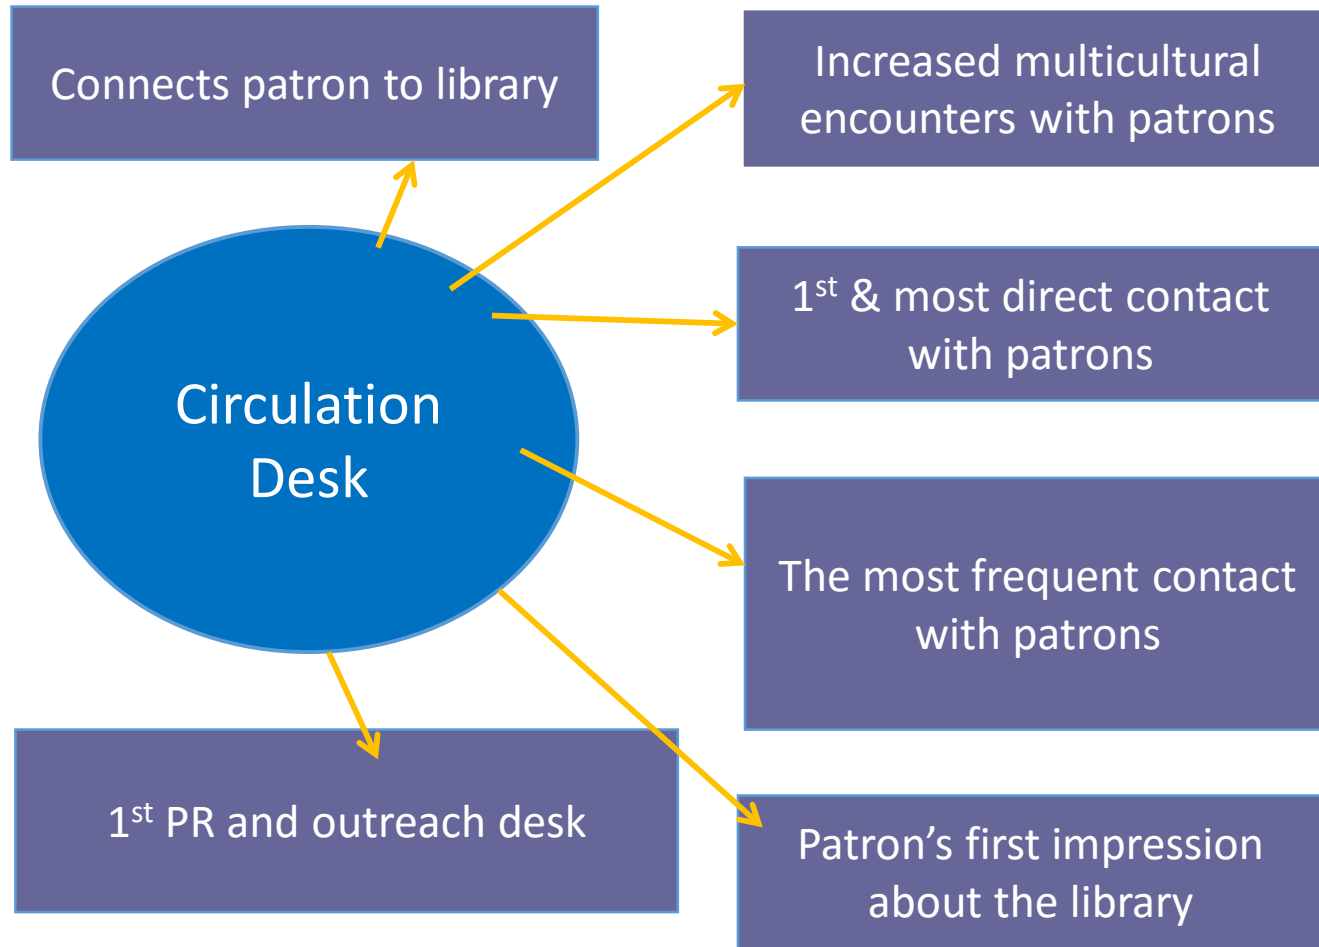 Connects patron to library
Increased multicultural
encounters with patrons
1st & most direct contact
with patrons
Circulation
Desk
The most frequent contact
with patrons
1st PR and outreach desk
Patron’s first impression
about the library